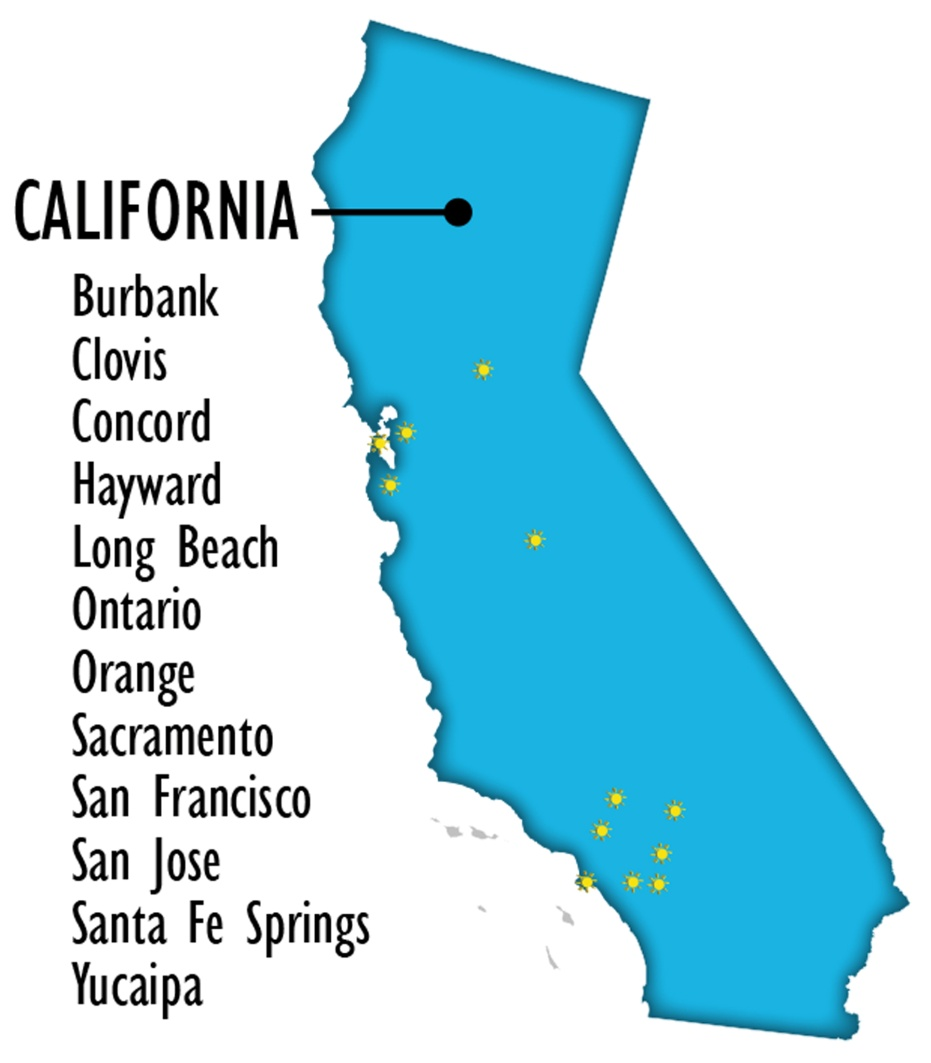 CALIFORNIA
Burbank
Clovis
Concord
Hayward
Long Beach
Ontario
Orange
Sacramento
San Francisco
San Jose
Santa Fe Springs
Yucaipa